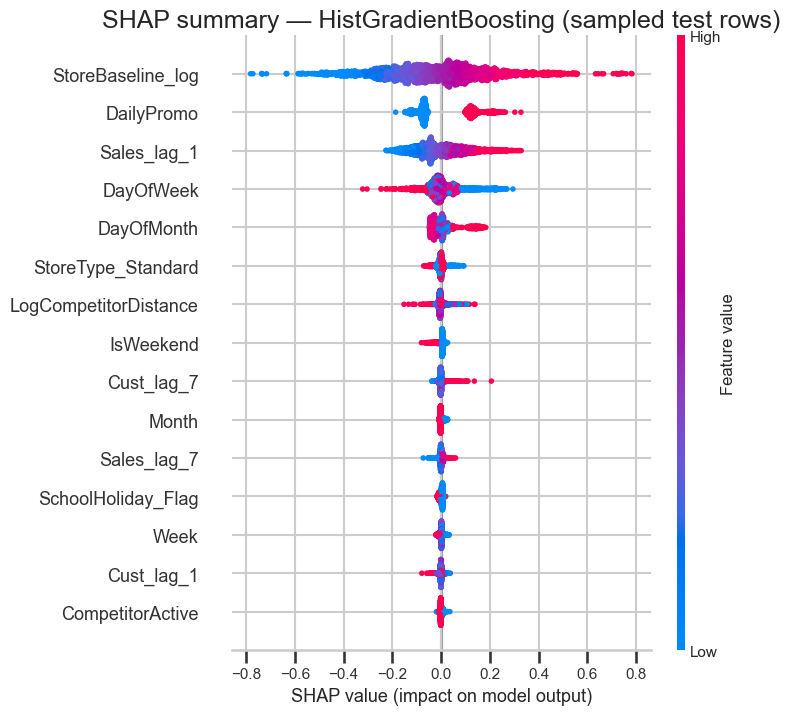 SHAP summary — HistGradientBoosting (sampled test rows)
High
StoreBaseline_log
DailyPromo
Sales_lag_1
DayOfWeek
DayOfMonth
StoreType_Standard
LogCompetitorDistance
IsWeekend
Cust_lag_7
Month
Sales_lag_7
SchoolHoliday_Flag
Week
Cust_lag_1
CompetitorActive
Feature value
Low
−0.8 −0.6 −0.4 −0.2 0.0 0.2 0.4 0.6 0.8
SHAP value (impact on model output)